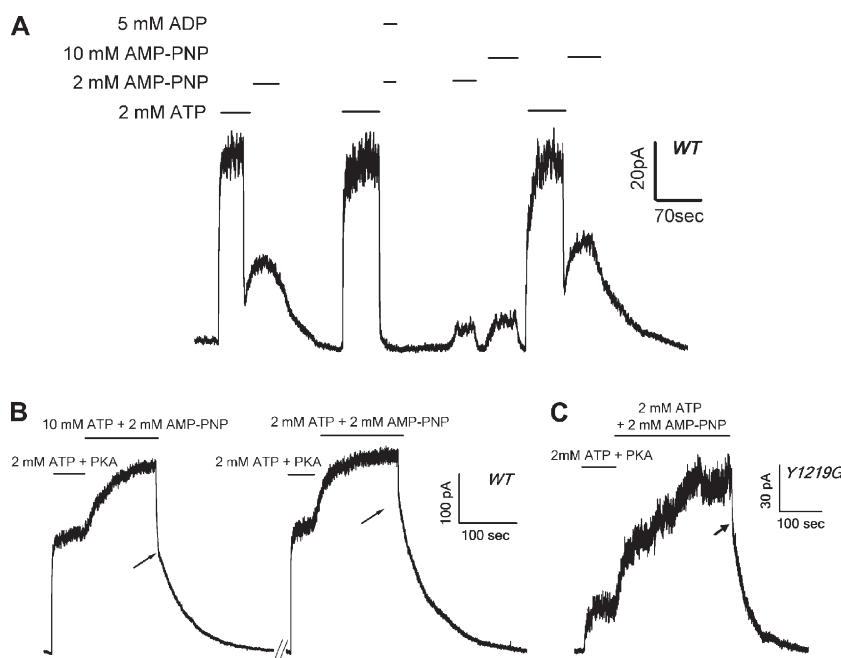 A
5 mM ADP
10 mM AMP-PNP
2 mM AMP-PNP
2 mM ATP
WT
20pA
70sec
B
10 mM ATP + 2 mM AMP-PNP
2 mM ATP + PKA
2 mM ATP + 2 mM AMP-PNP
2 mM ATP + PKA
WT
100 pA
100 sec
C
2 mM ATP
+ 2 mM AMP-PNP
2mM ATP + PKA
Y1219G
30 pA
100 sec